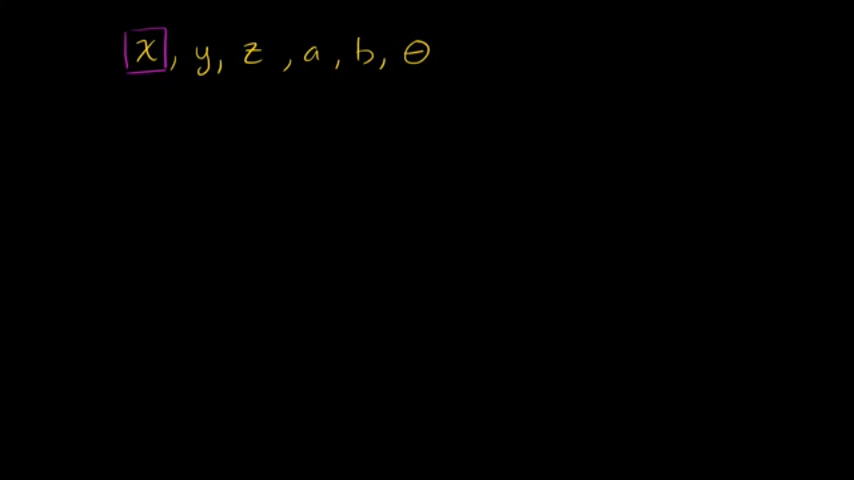 x, y, z, a, b, θ